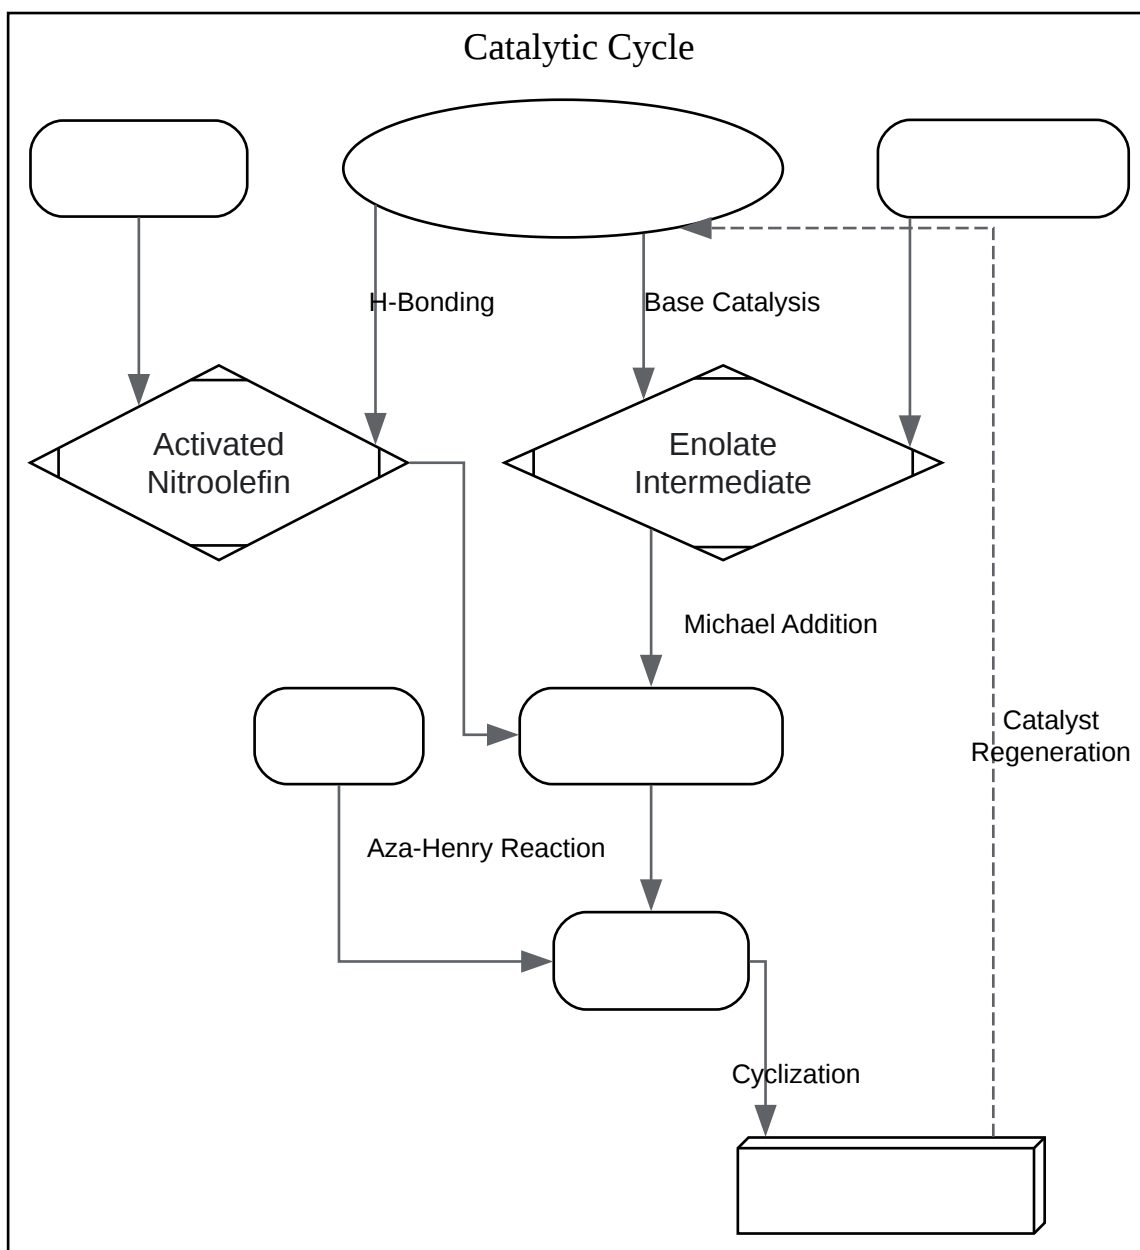 Catalytic Cycle
H-Bonding
Base Catalysis
Activated
Nitroolefin
Enolate
Intermediate
Michael Addition
Catalyst
Regeneration
Aza-Henry Reaction
Cyclization